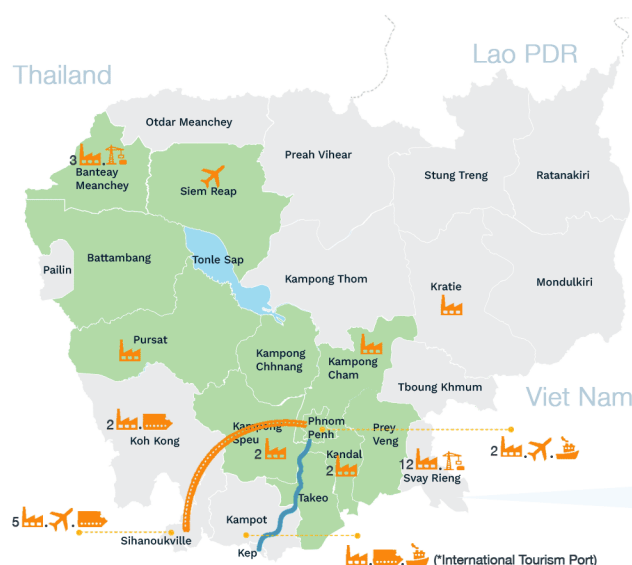 Thailand
Lao PDR
Otdar Meanchey
Preah Vihear
3
Banteay
Meanchey
Siem Reap
Stung Treng
Ratanakiri
Battambang
Tonle Sap
Pailin
Kampong Thom
Kratie
Mondulkiri
Pursat
Kampong
Chhnang
Kampong
Cham
Tboung Khmum
Viet Nam
2
Koh Kong
Kampong
Speu
2
Phnom
Penh
Prey
Veng
2
Kandal
2
12
Svay Rieng
Takeo
5
Sihanoukville
Kampot
Kep
(*International Tourism Port)